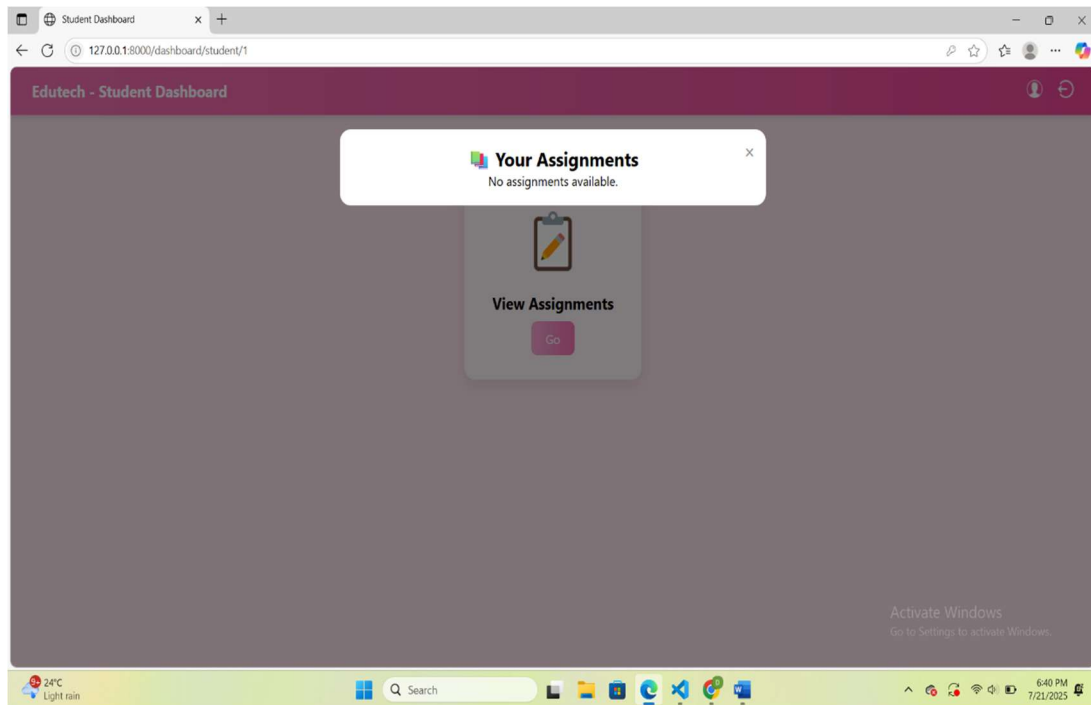 Student Dashboard
127.0.0.1:8000/dashboard/student/1
Edutech - Student Dashboard
Your Assignments
No assignments available.
View Assignments
Go
Activate Windows
Go to Settings to activate Windows.
9+
24°C
Light rain
Search
6:40 PM
7/21/2025